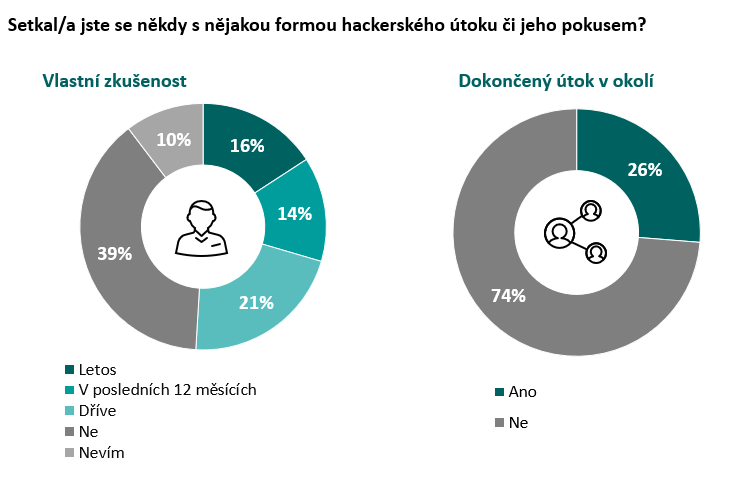 Setkal/a jste se někdy s nějakou formou hackerského útoku či jeho pokusem?
Vlastní zkušenost
16%
14%
21%
39%
10%
Letos
V posledních 12 měsících
Dříve
Ne
Nevím
Dokončený útok v okolí
26%
74%
Ano
Ne